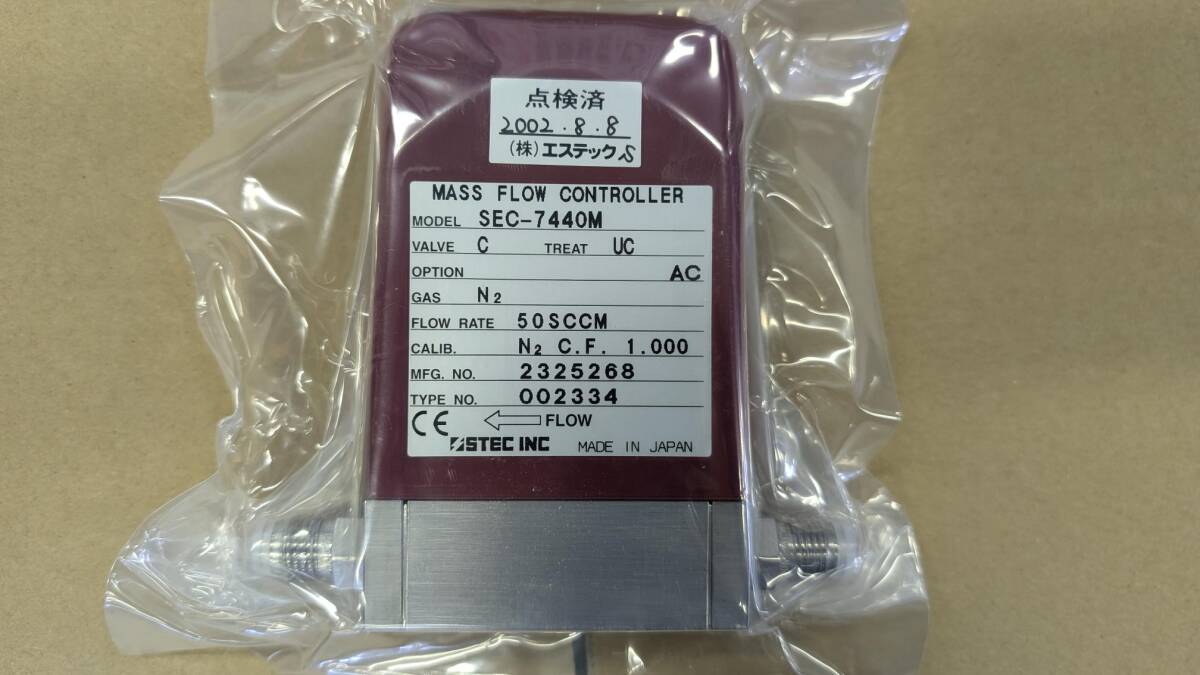 点検済
2002.8.8
(株)エステック
MASS FLOW CONTROLLER
MODEL SEC-7440M
VALVE C TREAT UC
OPTION AC
GAS N2
FLOW RATE 50SCCM
CALIB. N2 C.F. 1.000
MFG. NO. 2325268
TYPE NO. 002334
CE FLOW
STEC INC MADE IN JAPAN